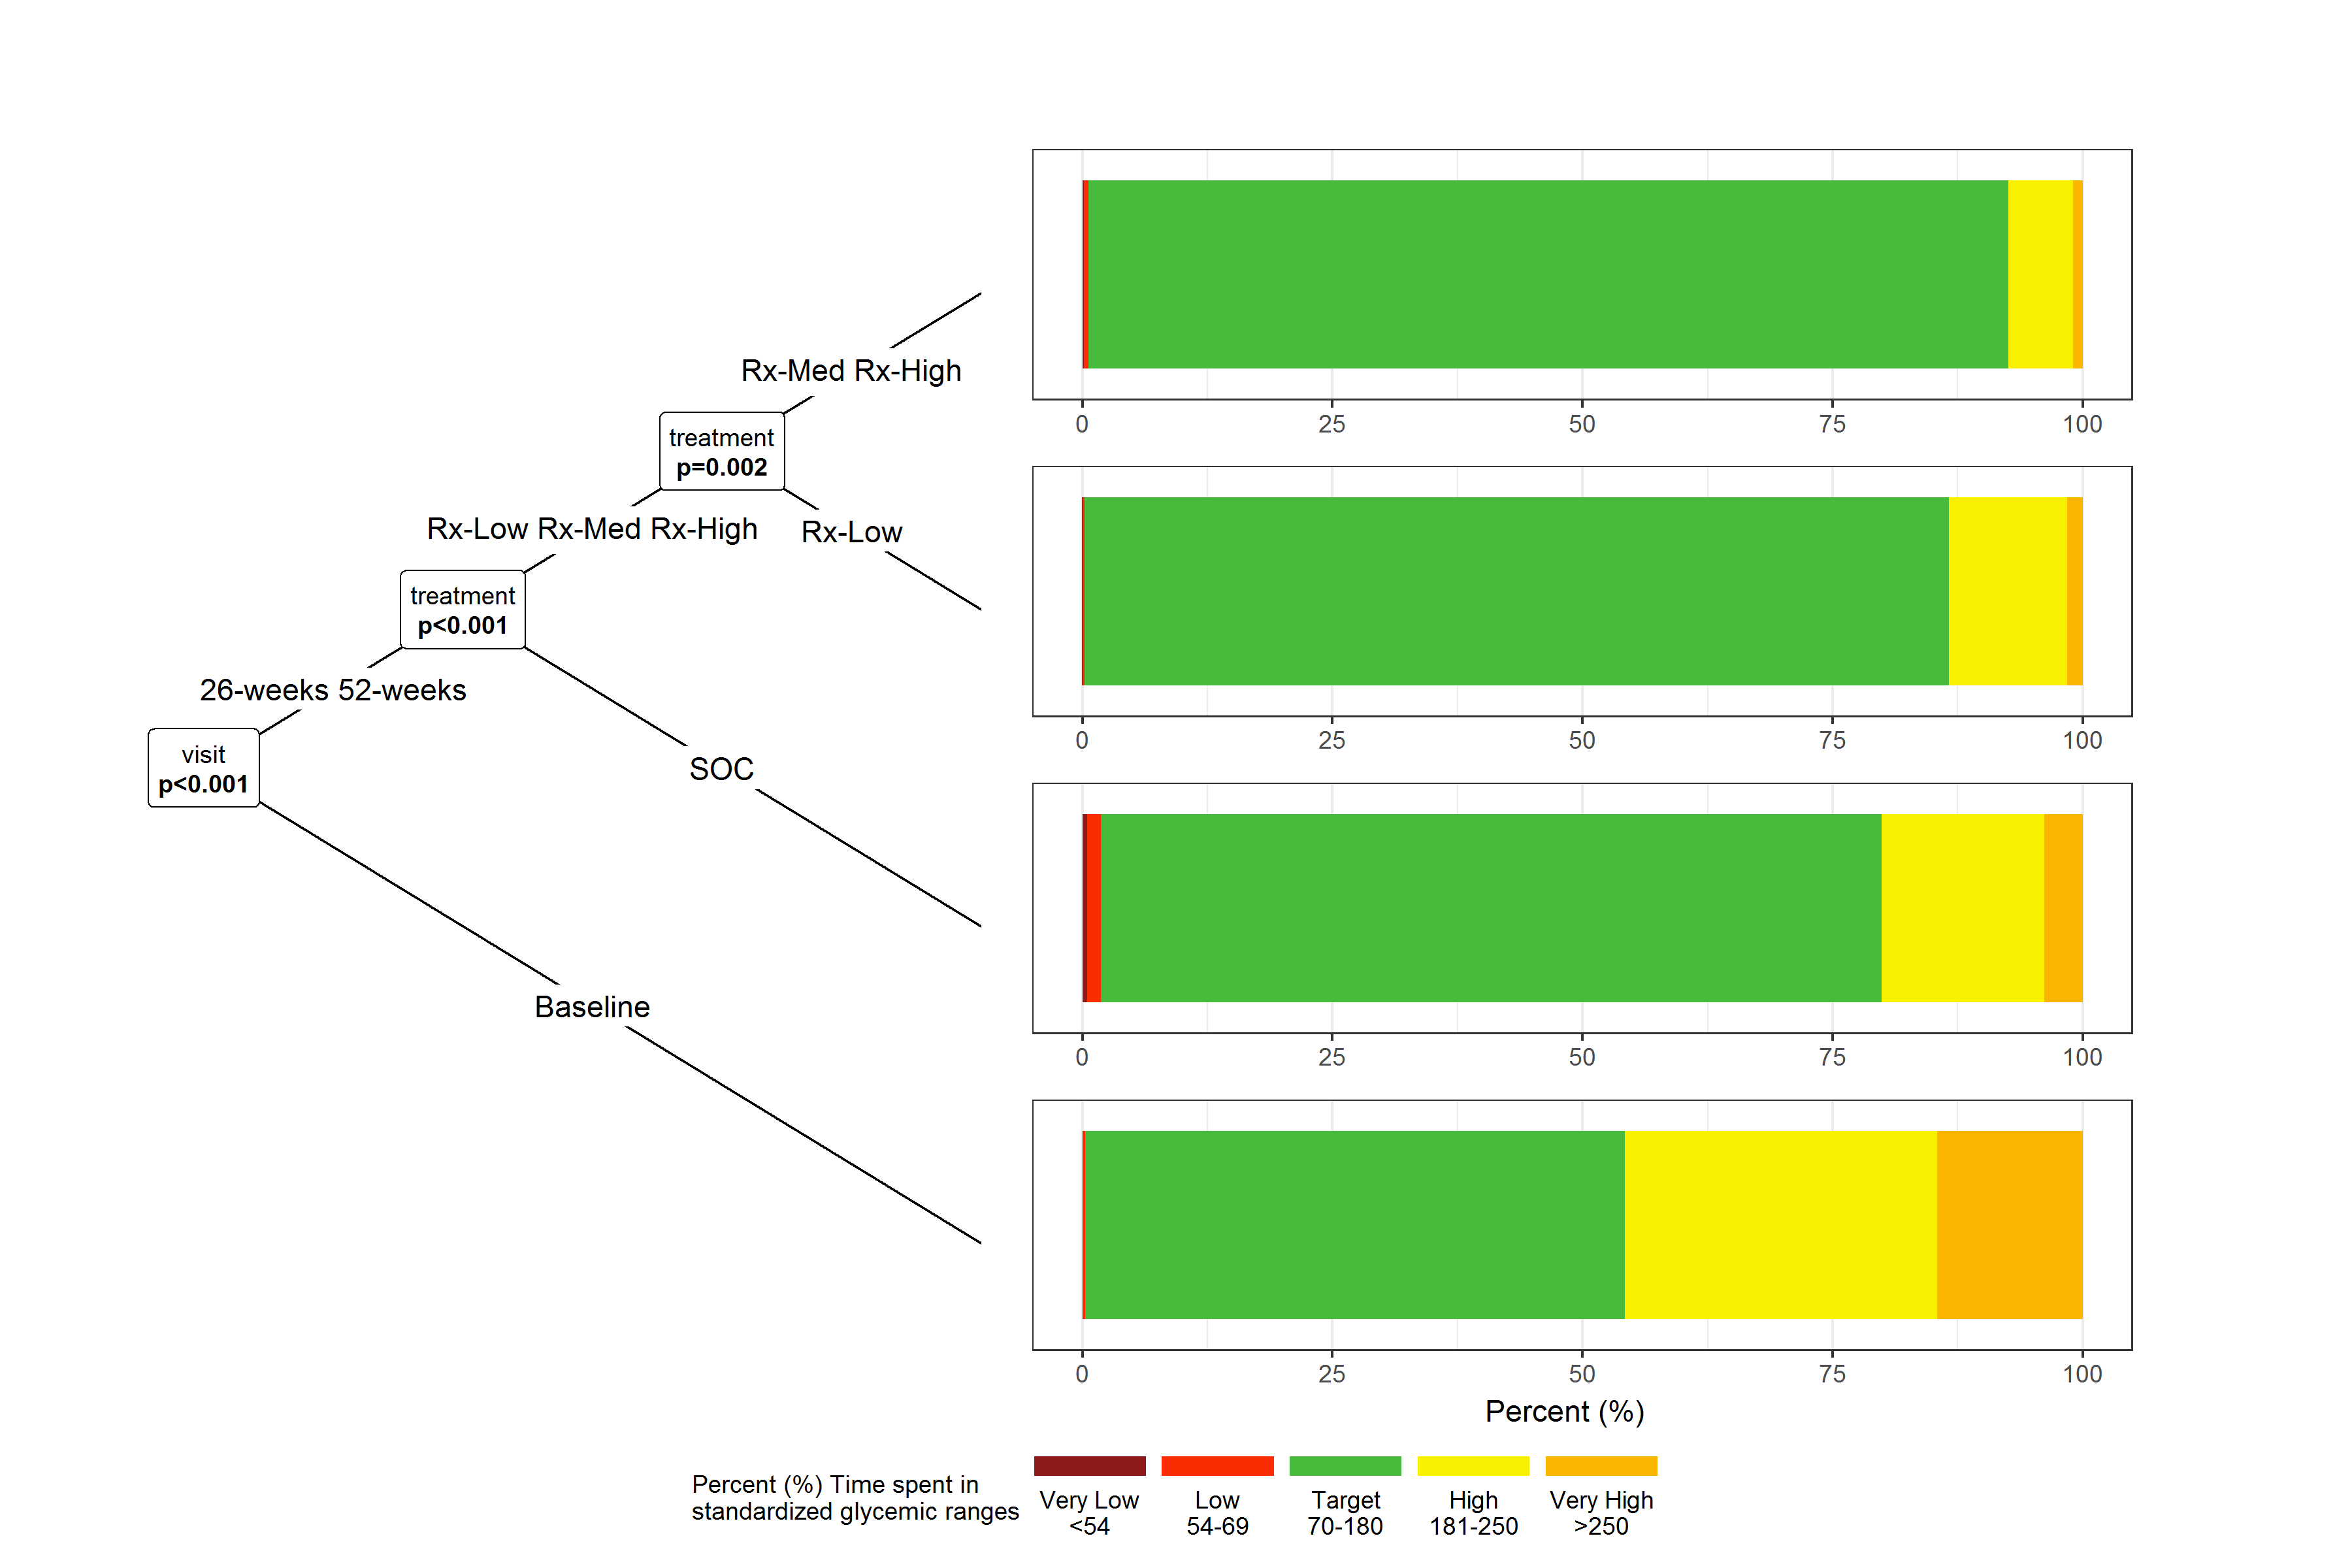 0 25 50 75 100
Rx-Med Rx-High
treatment
p=0.002
Rx-Low Rx-Med Rx-High
Rx-Low
treatment
p<0.001
0 25 50 75 100
26-weeks 52-weeks
visit
p<0.001
SOC
Baseline
0 25 50 75 100
0 25 50 75 100
Percent (%)
Percent (%) Time spent in
standardized glycemic ranges
Very Low
<54
Low
54-69
Target
70-180
High
181-250
Very High
>250